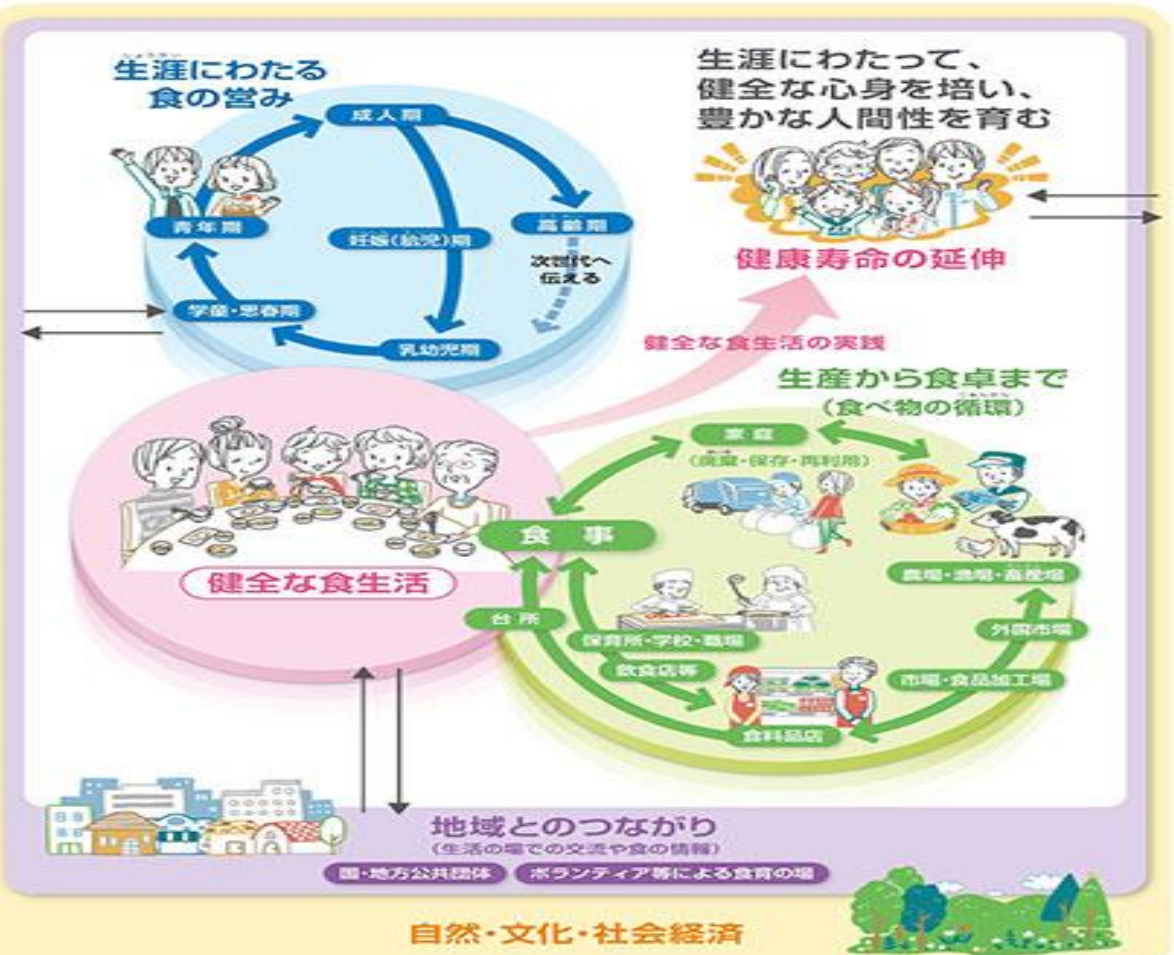 生涯にわたる
食の営み
成人期
青年期
妊娠(胎児)期
高齢期
次世代へ
伝える
学童・思春期
乳幼児期
生涯にわたって、
健全な心身を培い、
豊かな人間性を育む
健康寿命の延伸
健全な食生活の実践
生産から食卓まで
(食べ物の循環)
じゅんかん
家庭
(廃棄・保存・再利用)
食事
健全な食生活
台所
保育所・学校・職場
飲食店等
食料品店
市場・食品加工場
外国市場
農場・漁場・畜産場
地域とのつながり
(生活の場での交流や食の情報)
国・地方公共団体
ボランティア等による食育の場
自然・文化・社会経済